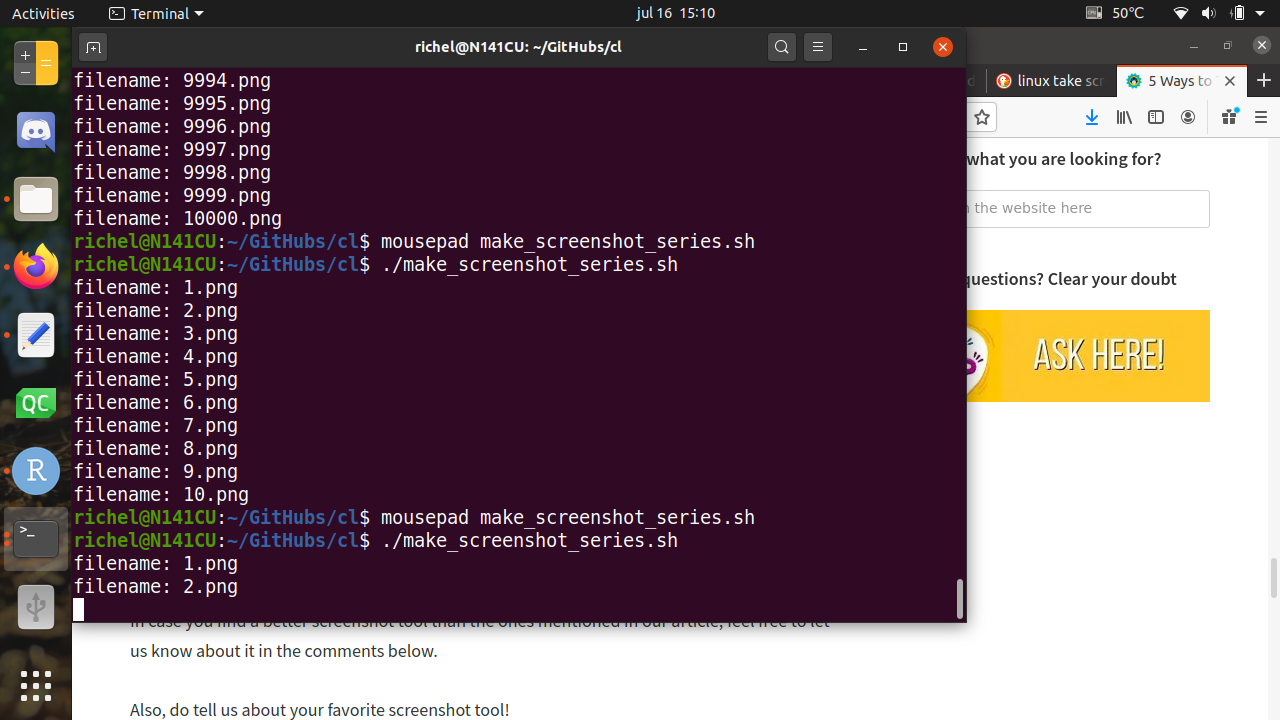 Activities
Terminal
jul 16 15:10
50℃
richel@N141CU: ~/GitHubs/cl
linux take scr
5 Ways to
filename: 9994.png
filename: 9995.png
filename: 9996.png
filename: 9997.png
filename: 9998.png
filename: 9999.png
filename: 10000.png
richel@N141CU:~/GitHubs/cl$ mousepad make_screenshot_series.sh
richel@N141CU:~/GitHubs/cl$ ./make_screenshot_series.sh
filename: 1.png
filename: 2.png
filename: 3.png
filename: 4.png
filename: 5.png
filename: 6.png
filename: 7.png
filename: 8.png
filename: 9.png
filename: 10.png
richel@N141CU:~/GitHubs/cl$ mousepad make_screenshot_series.sh
richel@N141CU:~/GitHubs/cl$ ./make_screenshot_series.sh
filename: 1.png
filename: 2.png
what you are looking for?
the website here
questions? Clear your doubt
ASK HERE!
QC
R
>_
In case you find a better screenshot tool than the ones mentioned in our article, feel free to let
us know about it in the comments below.
Also, do tell us about your favorite screenshot tool!